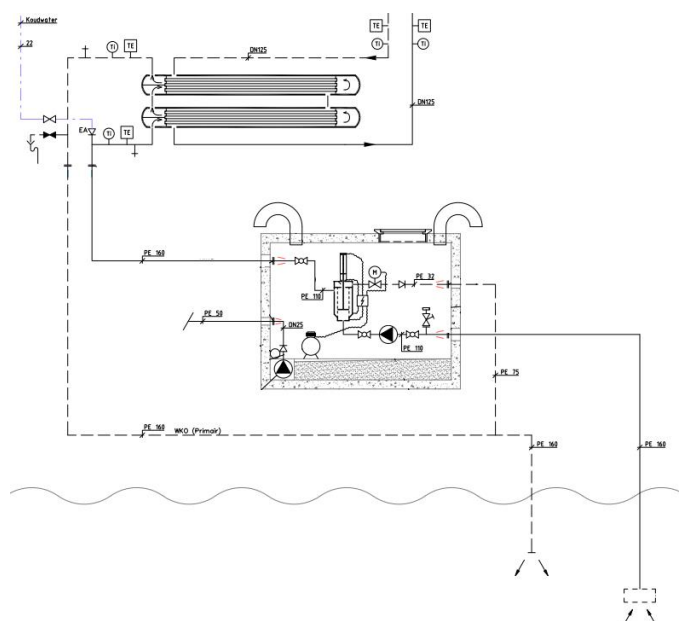 Koudwater
22
TI
TE
DN125
TE
TI
TE
TI
DN125
EA
TI
TE
PE 160
M
PE 32
PE 110
PE 50
DN25
A
PE 110
PE 75
PE 160
WKO (Primair)
PE 160
PE 160